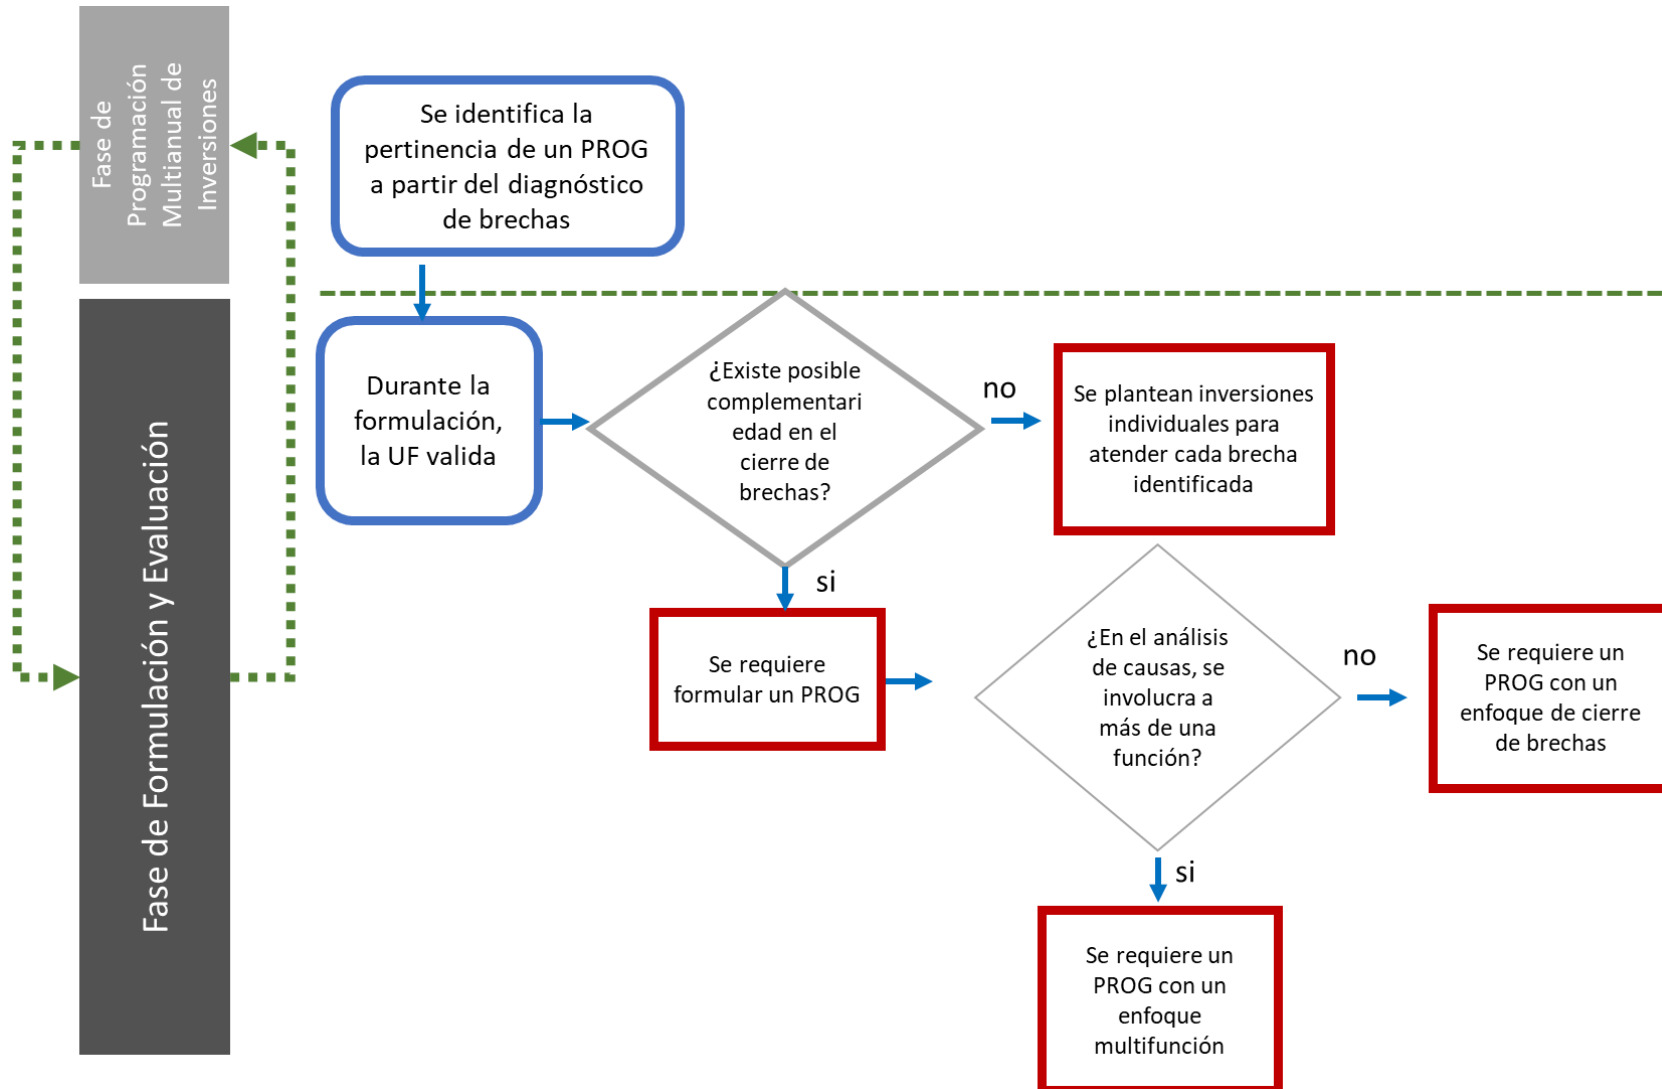 Fase de
Programación
Multianual de
Inversiones
Se identifica la
pertinencia de un PROG
a partir del diagnóstico
de brechas
Fase de Formulación y Evaluación
Durante la
formulación,
la UF valida
¿Existe posible
complementari
edad en el
cierre de
brechas?
no
Se plantean inversiones
individuales para
atender cada brecha
identificada
si
Se requiere
formular un PROG
¿En el análisis
de causas, se
involucra a
más de una
función?
no
Se requiere un
PROG con un
enfoque de cierre
de brechas
si
Se requiere un
PROG con un
enfoque
multifunción